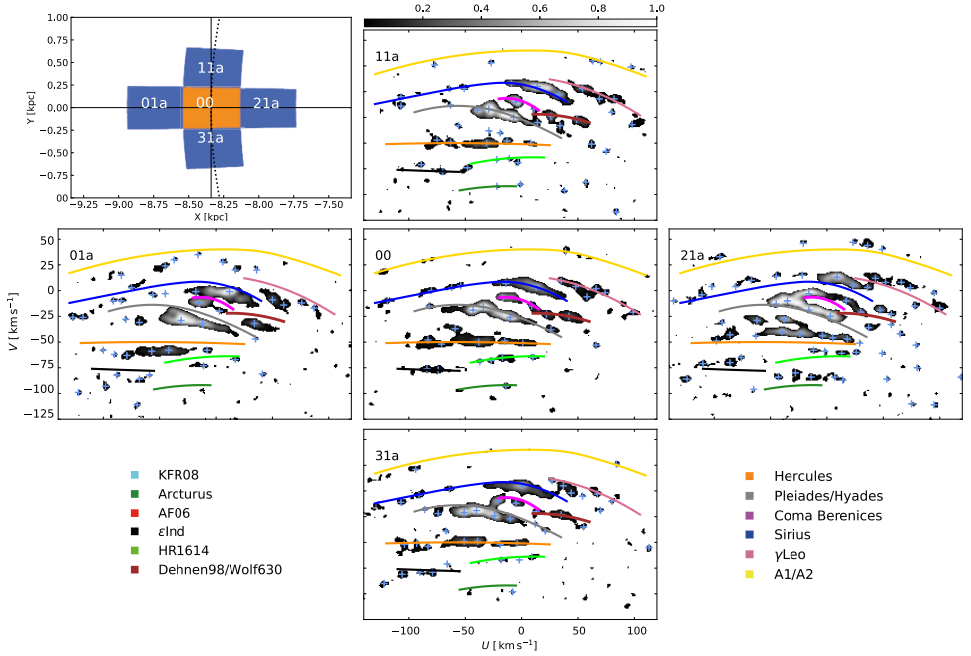 0.2 0.4 0.6 0.8 1.0
1.00
0.75
0.50
0.25
0.00
−0.25
−0.50
−0.75
00
Y [kpc]
11a
01a 00 21a
31a
−9.25 −9.00 −8.75 −8.50 −8.25 −8.00 −7.75 −7.50
X [kpc]
11a
01a
50
25
0
−25
−50
−75
−100
−125
V [km s⁻¹]
00
21a
31a
−100 −50 0 50 100
U [km s⁻¹]
KFR08
Arcturus
AF06
εInd
HR1614
Dehnen98/Wolf630
Hercules
Pleiades/Hyades
Coma Berenices
Sirius
γLeo
A1/A2